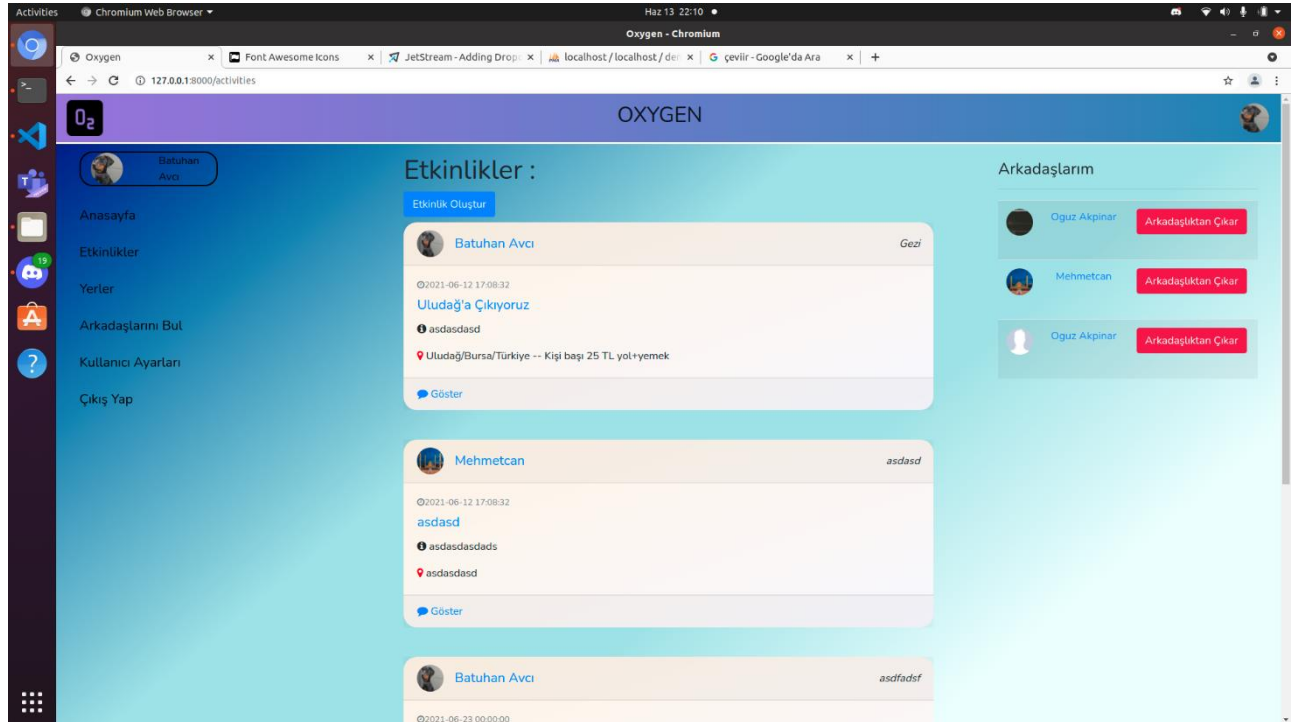 Activities
Chromium Web Browser
Haz 13 22:10
Oxygen - Chromium
Oxygen
Font Awesome Icons
JetStream - Adding Drop
localhost / localhost / de
G çeviir - Google'da Ara
127.0.0.1:8000/activities
O2
OXYGEN
Batuhan
Avcı
Anasayfa
Etkinlikler
Yerler
Arkadaşlarını Bul
Kullanıcı Ayarları
Çıkış Yap
19
Etkinlikler :
Etkinlik Oluştur
Batuhan Avcı
Gezi
2021-06-12 17:08:32
Uludağ'a Çıkıyoruz
asdasdasd
Uludağ/Bursa/Türkiye -- Kişi başı 25 TL yol+yemek
Göster
Mehmetcan
asdasd
2021-06-12 17:08:32
asdasd
asdasdasdads
asdasdasd
Göster
Batuhan Avcı
asdfadsf
2021-06-23 00:00:00
Arkadaşlarım
Oguz Akpinar
Arkadaşlıktan Çıkar
Mehmetcan
Arkadaşlıktan Çıkar
Oguz Akpinar
Arkadaşlıktan Çıkar